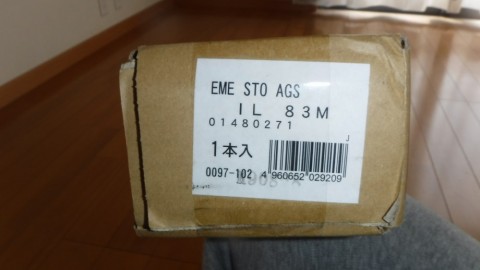 EME STO AGS
IL 83M
01480271
J
1本入
0097-102 4 960652 029209